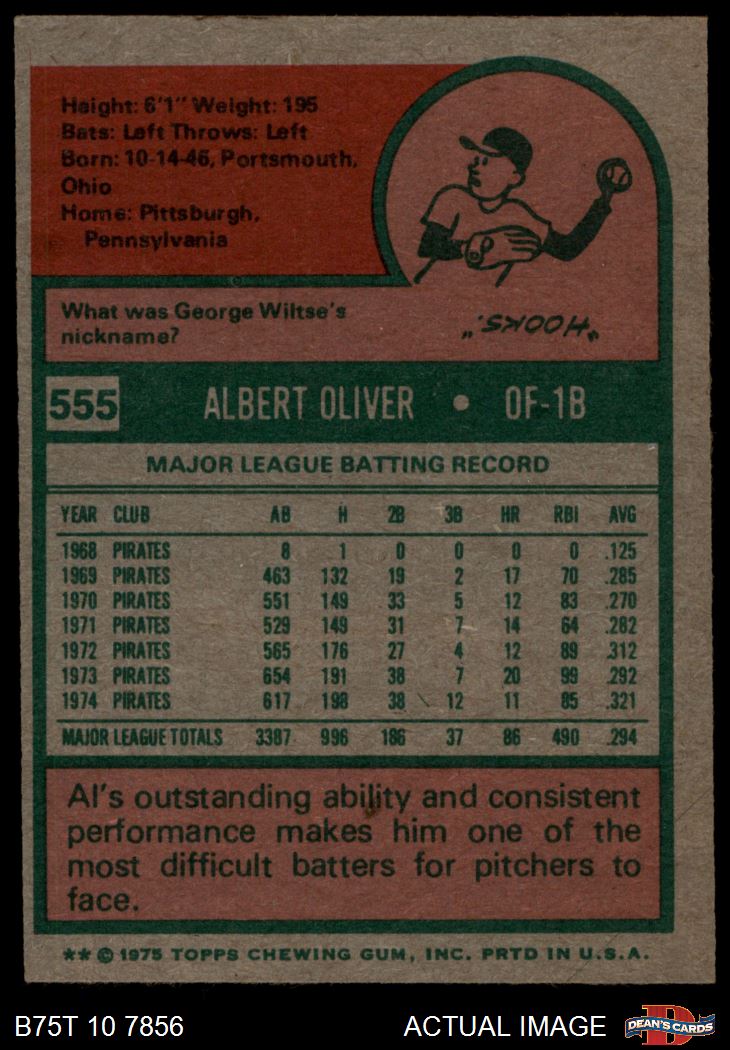 Height: 6'1" Weight: 195
Bats: Left Throws: Left
Born: 10-14-46, Portsmouth,
Ohio
Home: Pittsburgh,
Pennsylvania
What was George Wiltse's
nickname?
"HOOKS."
555 ALBERT OLIVER • OF-1B
MAJOR LEAGUE BATTING RECORD
YEAR CLUB AB H 2B 3B HR RBI AVG
1968 PIRATES 8 1 0 0 0 0 .125
1969 PIRATES 463 132 19 2 17 70 .285
1970 PIRATES 551 149 33 5 12 83 .270
1971 PIRATES 529 149 31 7 14 64 .282
1972 PIRATES 565 176 27 4 12 89 .312
1973 PIRATES 654 191 38 7 20 99 .292
1974 PIRATES 617 198 38 12 11 85 .321
MAJOR LEAGUE TOTALS 3387 996 186 37 86 490 .294
Al's outstanding ability and consistent
performance makes him one of the
most difficult batters for pitchers to
face.
** © 1975 TOPPS CHEWING GUM, INC. PRTD IN U.S.A.
B75T 10 7856 ACTUAL IMAGE D DEAN'S CARDS